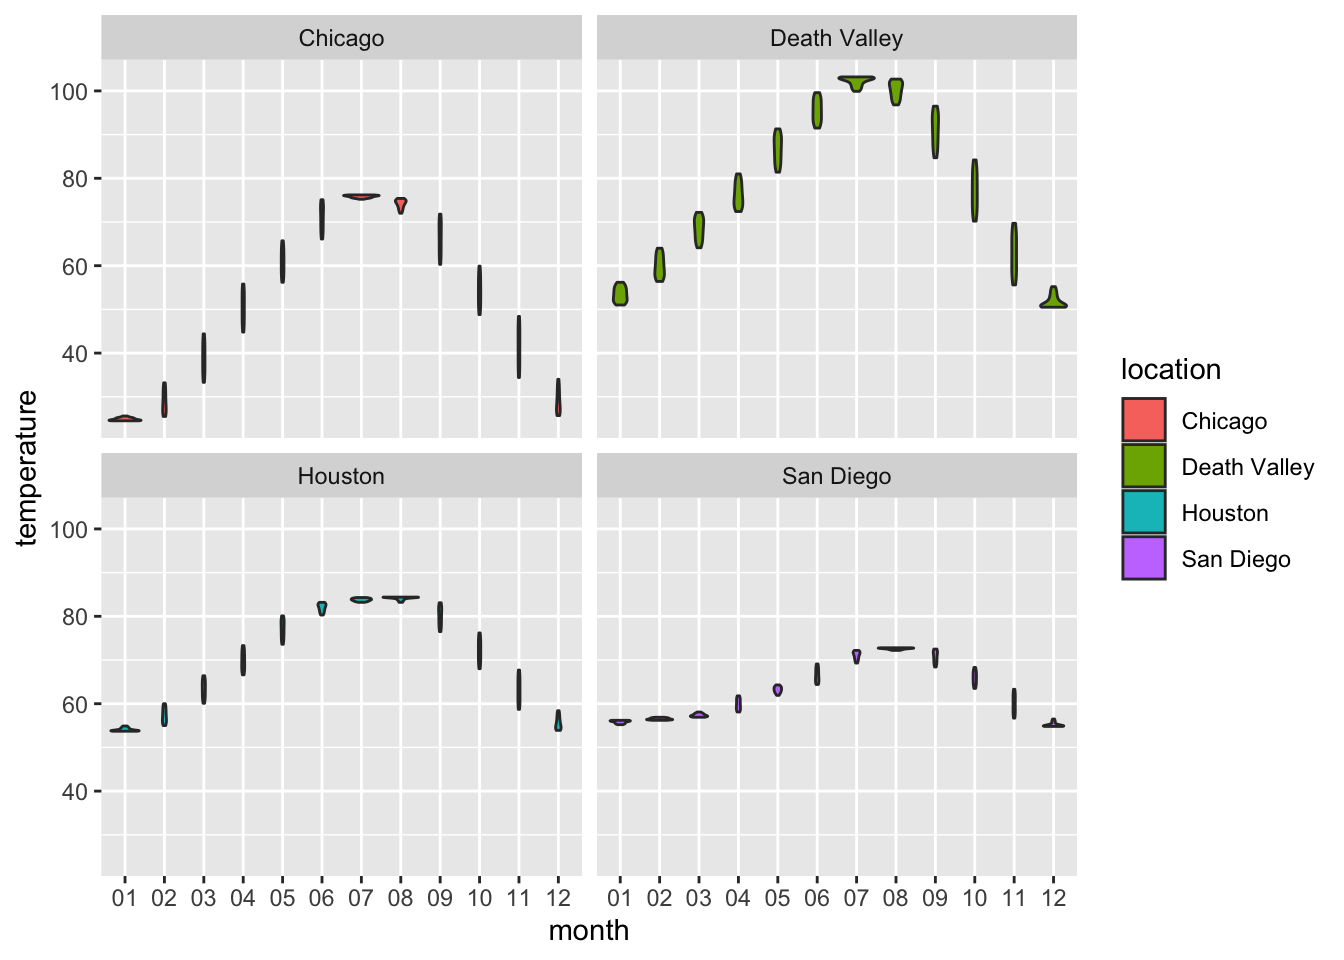 Chicago
Death Valley
100
80
60
40
Houston
San Diego
100
80
60
40
temperature
01 02 03 04 05 06 07 08 09 10 11 12
01 02 03 04 05 06 07 08 09 10 11 12
month
location
Chicago
Death Valley
Houston
San Diego